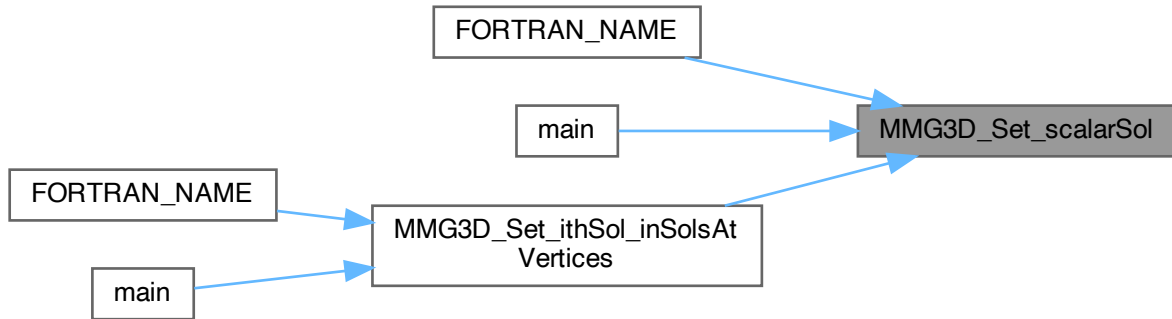 FORTRAN_NAME
main
MMG3D_Set_scalarSol
FORTRAN_NAME
MMG3D_Set_ithSol_inSolsAt
Vertices
main